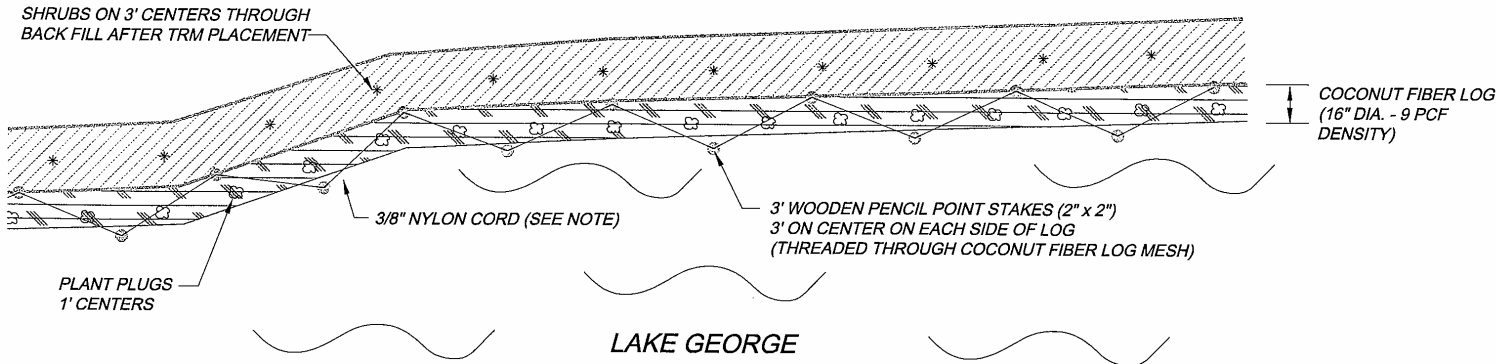 SHRUBS ON 3' CENTERS THROUGH
BACK FILL AFTER TRM PLACEMENT
COCONUT FIBER LOG
(16" DIA. - 9 PCF
DENSITY)
3/8" NYLON CORD (SEE NOTE)
3' WOODEN PENCIL POINT STAKES (2" x 2")
3' ON CENTER ON EACH SIDE OF LOG
(THREADED THROUGH COCONUT FIBER LOG MESH)
PLANT PLUGS
1' CENTERS
LAKE GEORGE